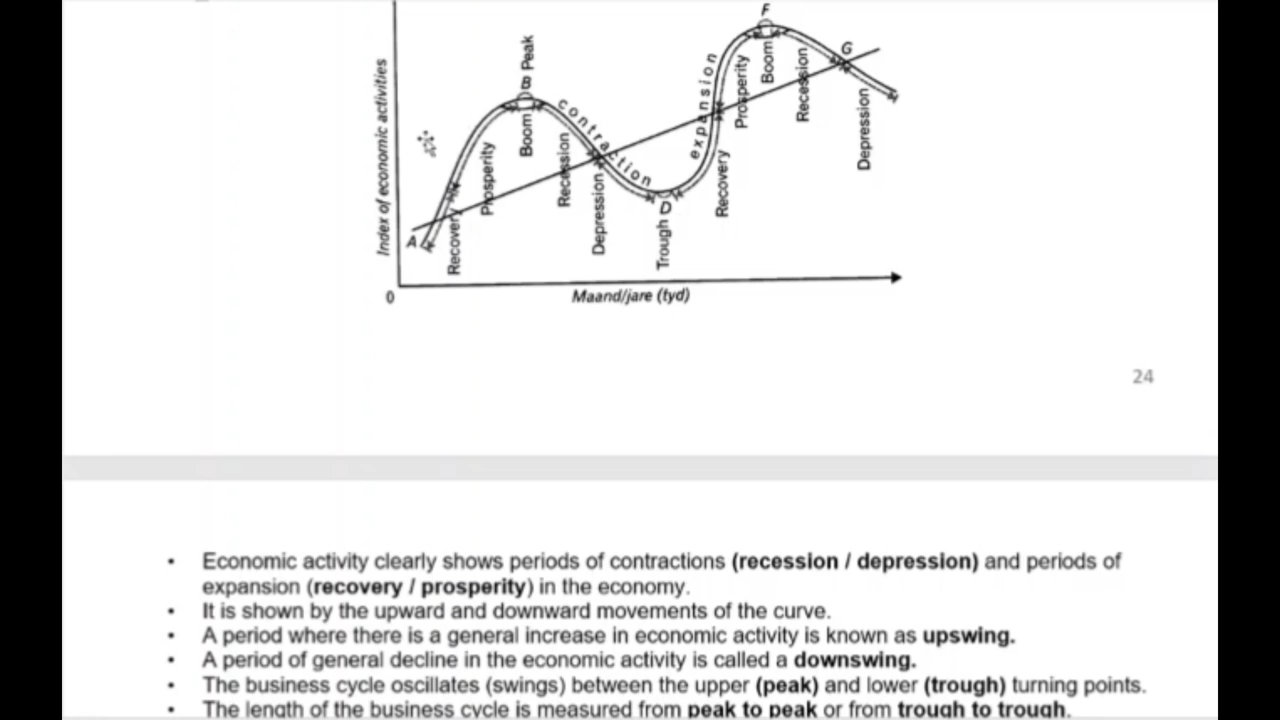 F
G
B Peak
Boom
contraction
expansion
Prosperity
Boom
Recession
Depression
Index of economic activities
Prosperity
Recession
Depression
Recovery
D
Trough
A
Recovery
0
Maand/jare (tyd)
24
• Economic activity clearly shows periods of contractions (recession / depression) and periods of
expansion (recovery / prosperity) in the economy.
• It is shown by the upward and downward movements of the curve.
• A period where there is a general increase in economic activity is known as upswing.
• A period of general decline in the economic activity is called a downswing.
• The business cycle oscillates (swings) between the upper (peak) and lower (trough) turning points.
• The length of the business cycle is measured from peak to peak or from trough to trough.